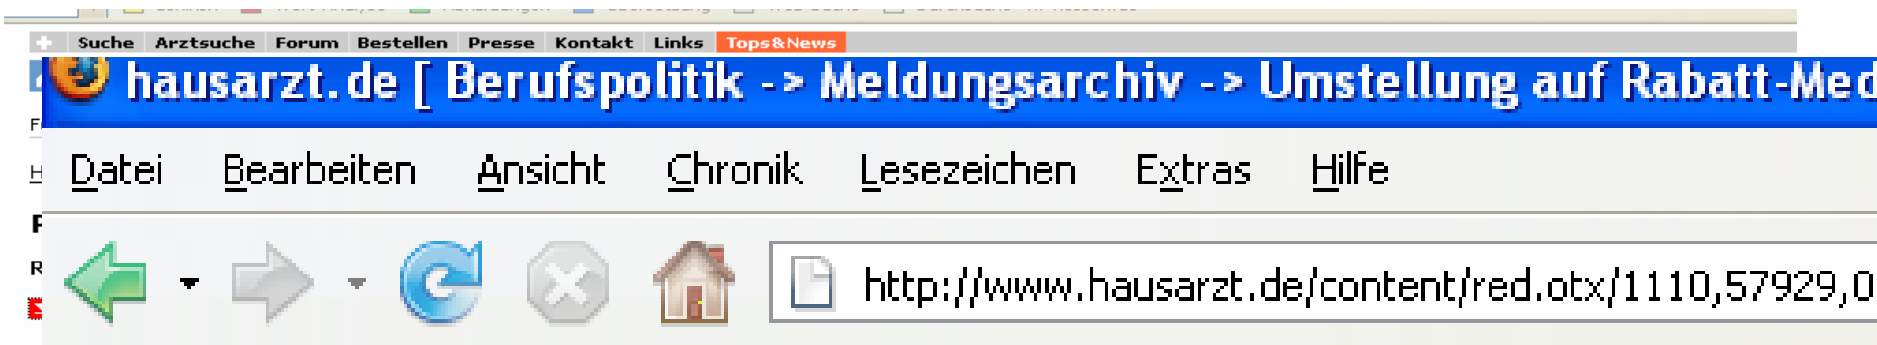 Suche Arztsuche Forum Bestellen Presse Kontakt Links Tops&News
hausarzt.de [ Berufspolitik -> Meldungsarchiv -> Umstellung auf Rabatt-Med
F
H
Datei Bearbeiten Ansicht Chronik Lesezeichen Extras Hilfe
R
http://www.hausarzt.de/content/red.otx/1110,57929,0